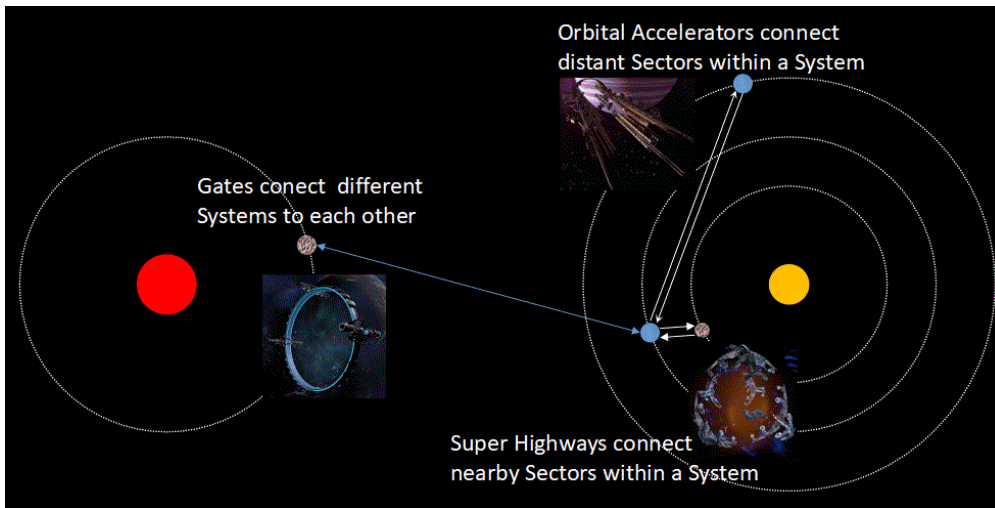 Orbital Accelerators connect
distant Sectors within a System
Gates conect different
Systems to each other
Super Highways connect
nearby Sectors within a System